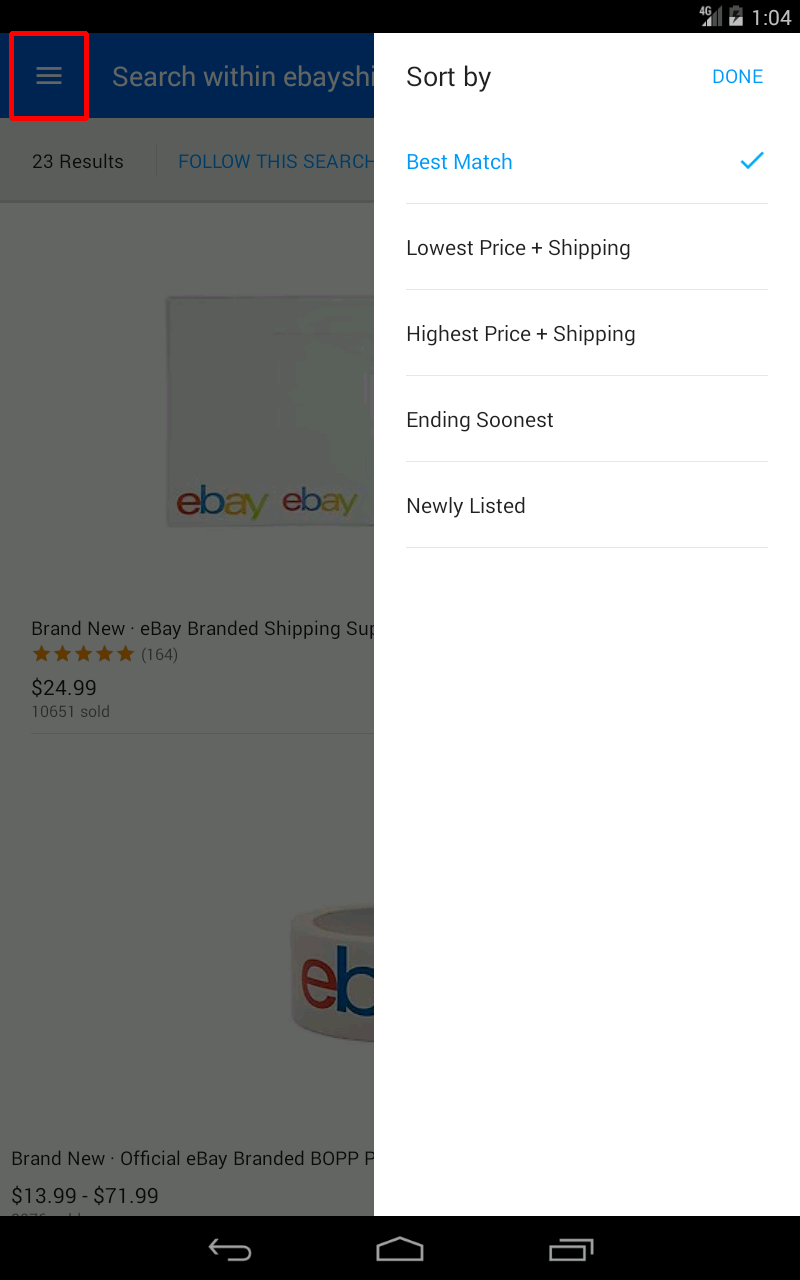 4G 1:04
Search within ebayshi
Sort by
DONE
23 Results
FOLLOW THIS SEARCH
Best Match
Lowest Price + Shipping
Highest Price + Shipping
Ending Soonest
Newly Listed
ebay ebay
Brand New · eBay Branded Shipping Sup
(164)
$24.99
10651 sold
eb
Brand New · Official eBay Branded BOPP P
$13.99 - $71.99